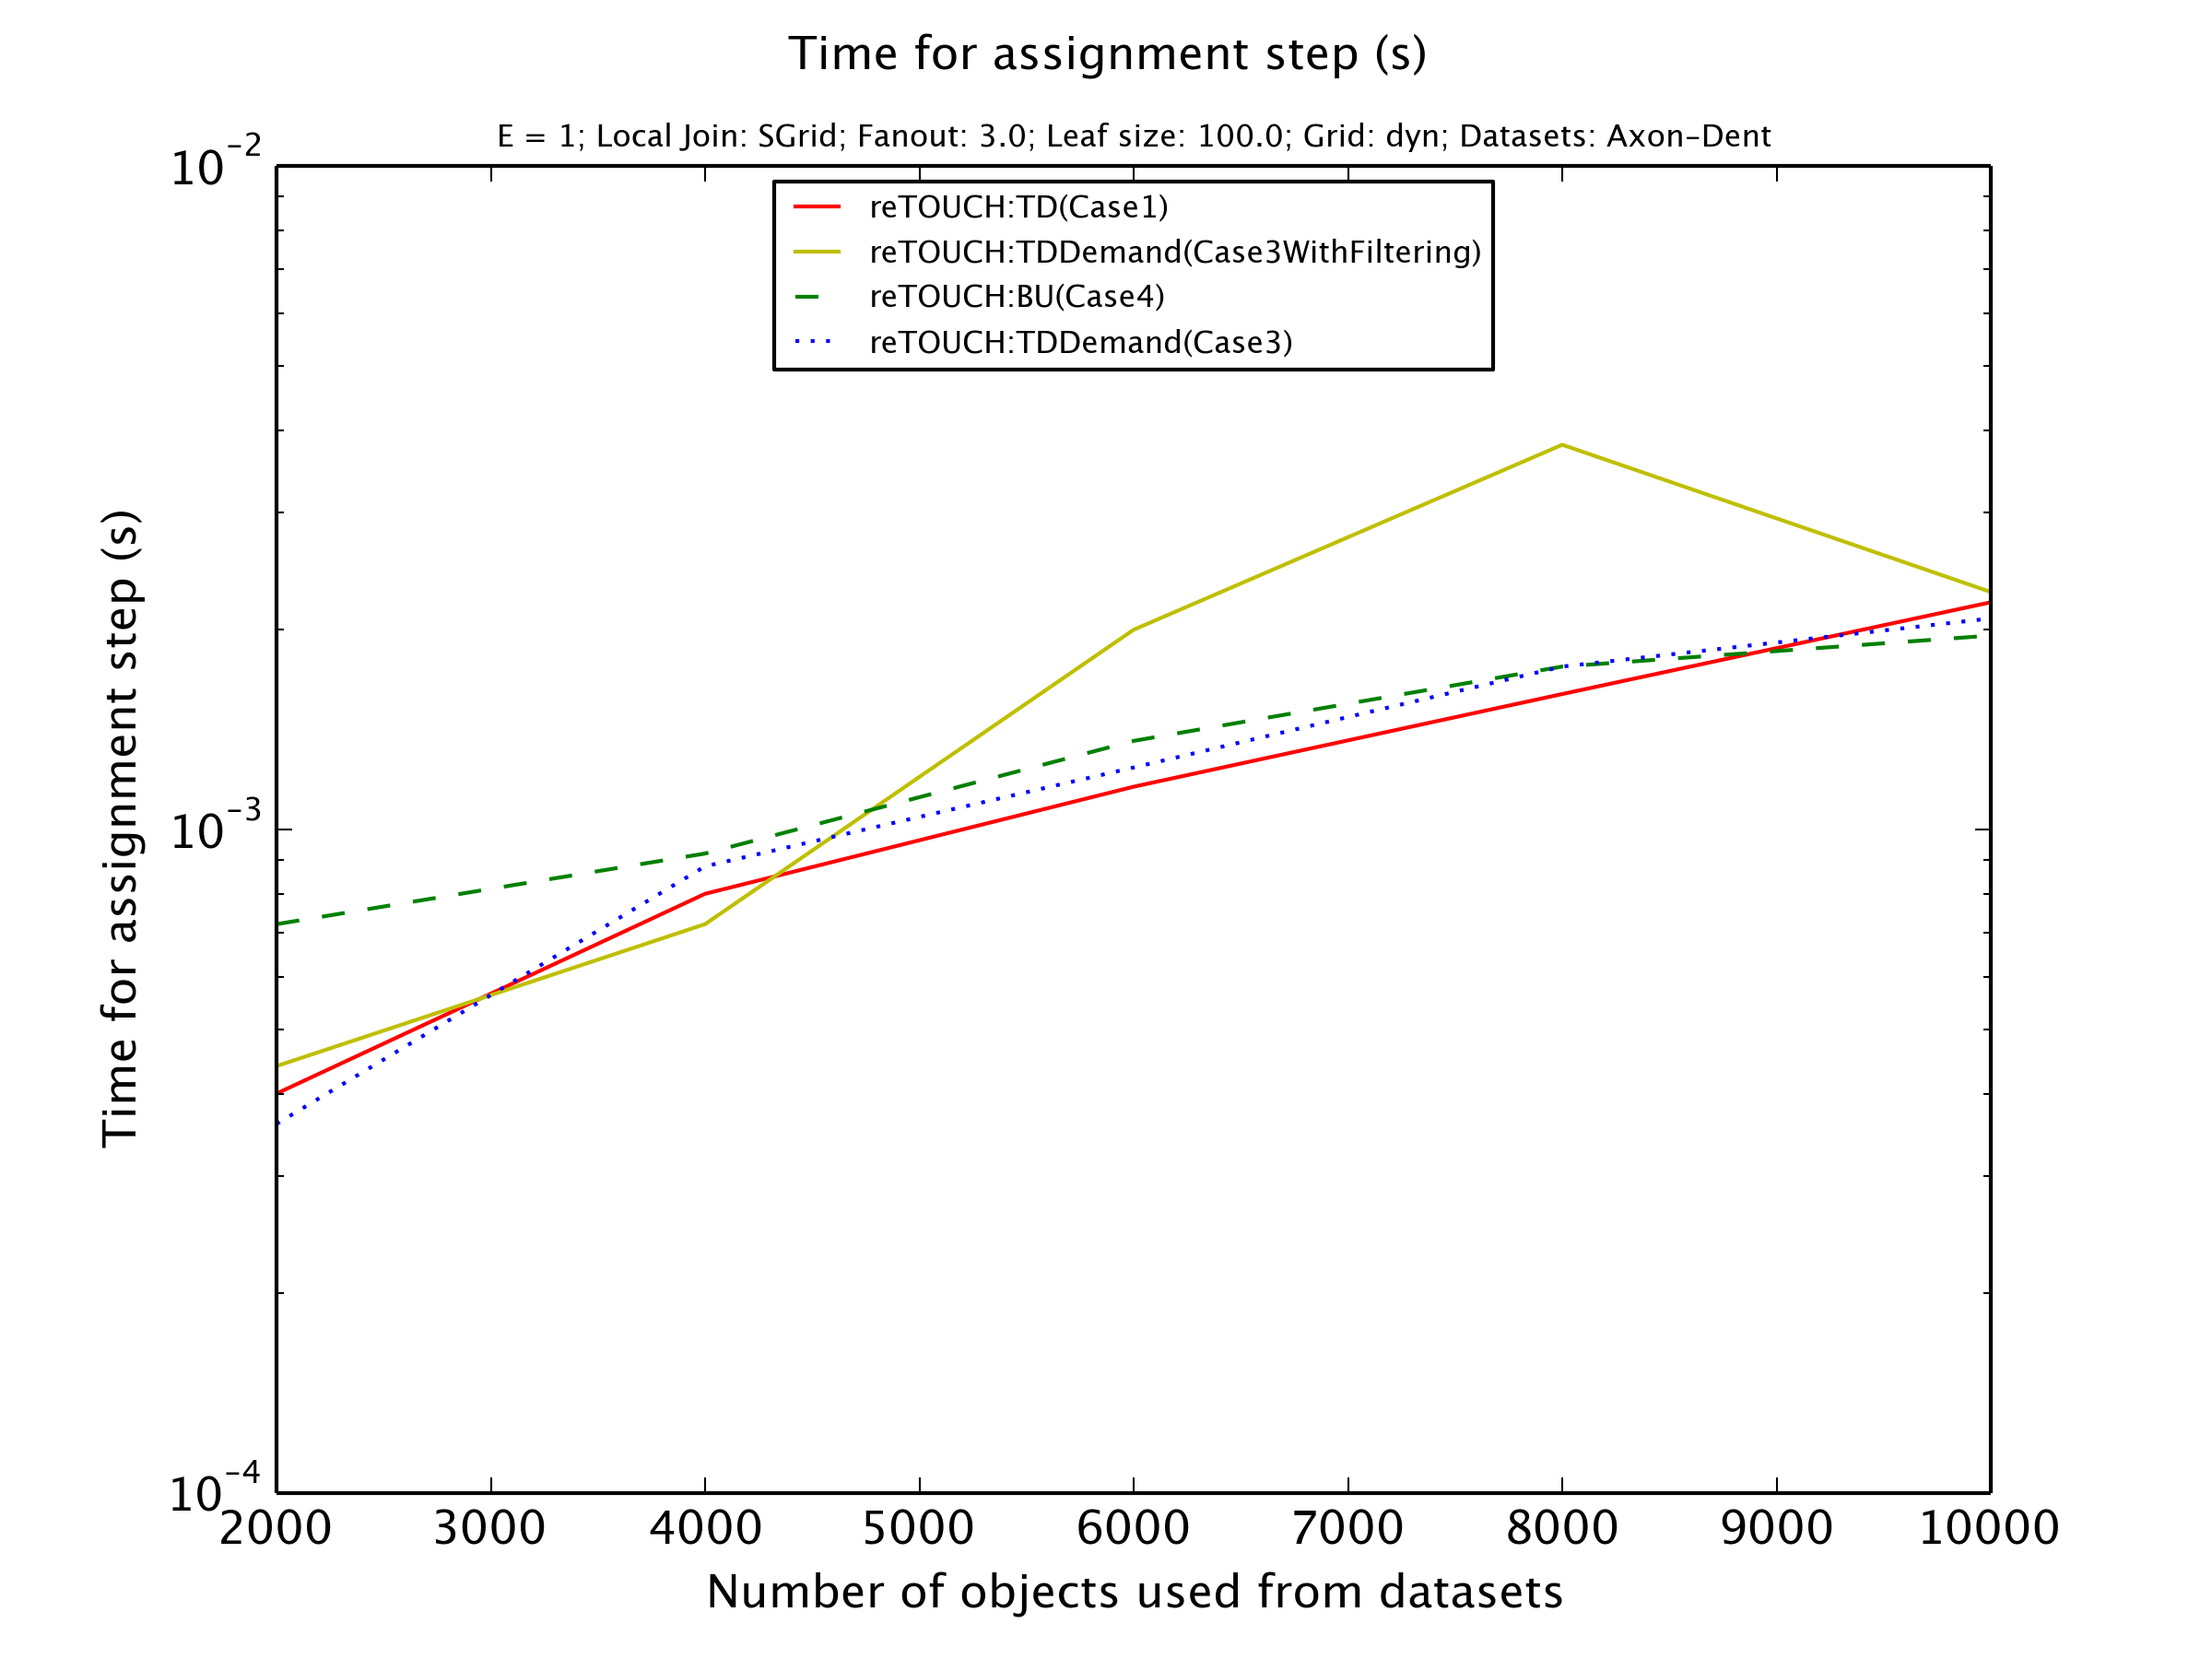 Time for assignment step (s)
E = 1; Local Join: SGrid; Fanout: 3.0; Leaf size: 100.0; Grid: dyn; Datasets: Axon−Dent
10⁻²
reTOUCH:TD(Case1)
reTOUCH:TDDemand(Case3WithFiltering)
reTOUCH:BU(Case4)
reTOUCH:TDDemand(Case3)
Time for assignment step (s)
10⁻³
10⁻⁴
2000 3000 4000 5000 6000 7000 8000 9000 10000
Number of objects used from datasets